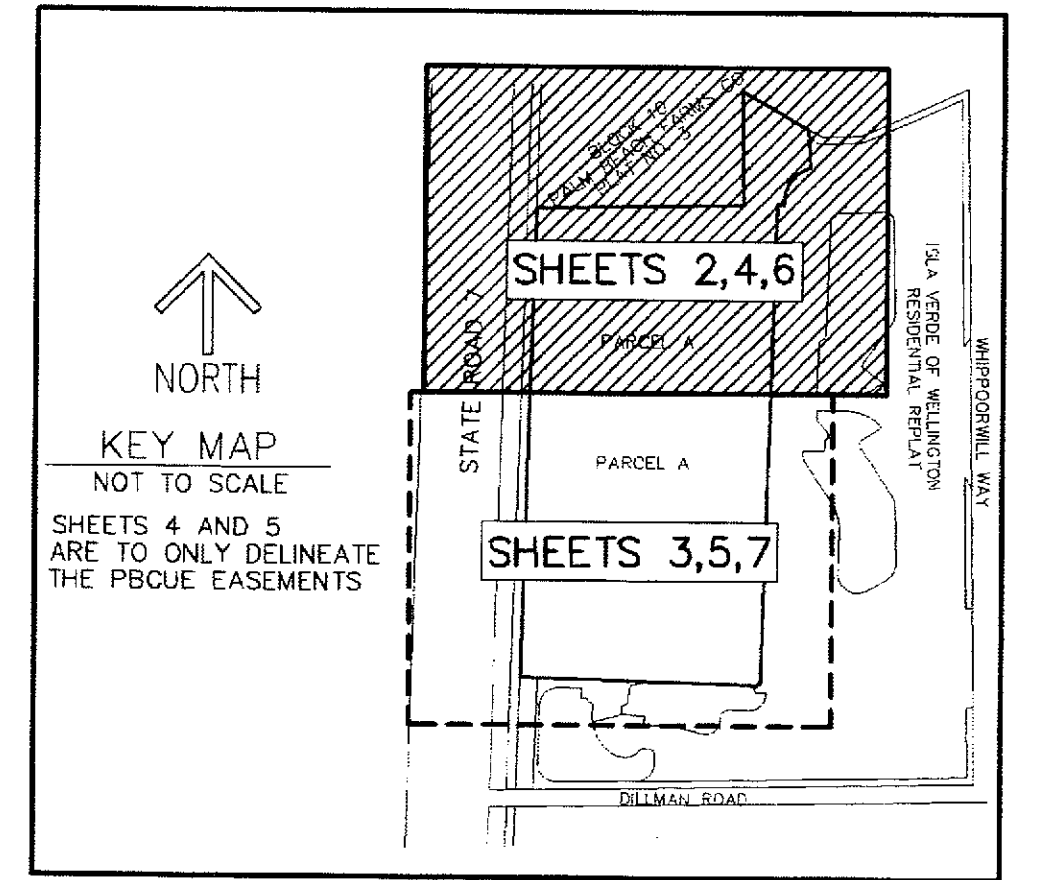 BLOCK 10
PALM BEACH FARMS CO
PLAT NO. 3
SHEETS 2,4,6
PARCEL A
STATE ROAD 7
NORTH
KEY MAP
NOT TO SCALE
SHEETS 4 AND 5
ARE TO ONLY DELINEATE
THE PBCUE EASEMENTS
PARCEL A
SHEETS 3,5,7
ISLA VERDE OF WELLINGTON
RESIDENTIAL REPLAT
WHIPPOORWILL WAY
DILLMAN ROAD